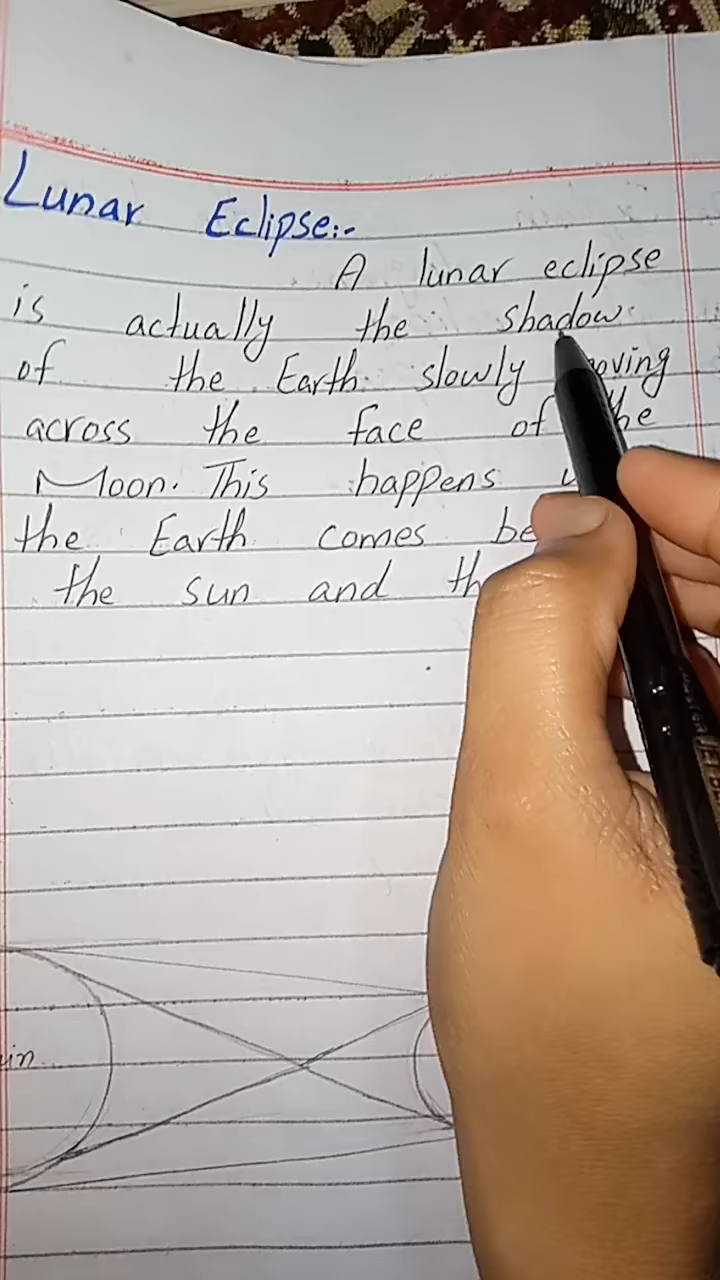 Lunar Eclipse:-
A lunar eclipse
is actually the shadow
of the Earth slowly
across the face of
Moon. This happens
the Earth comes
the sun and